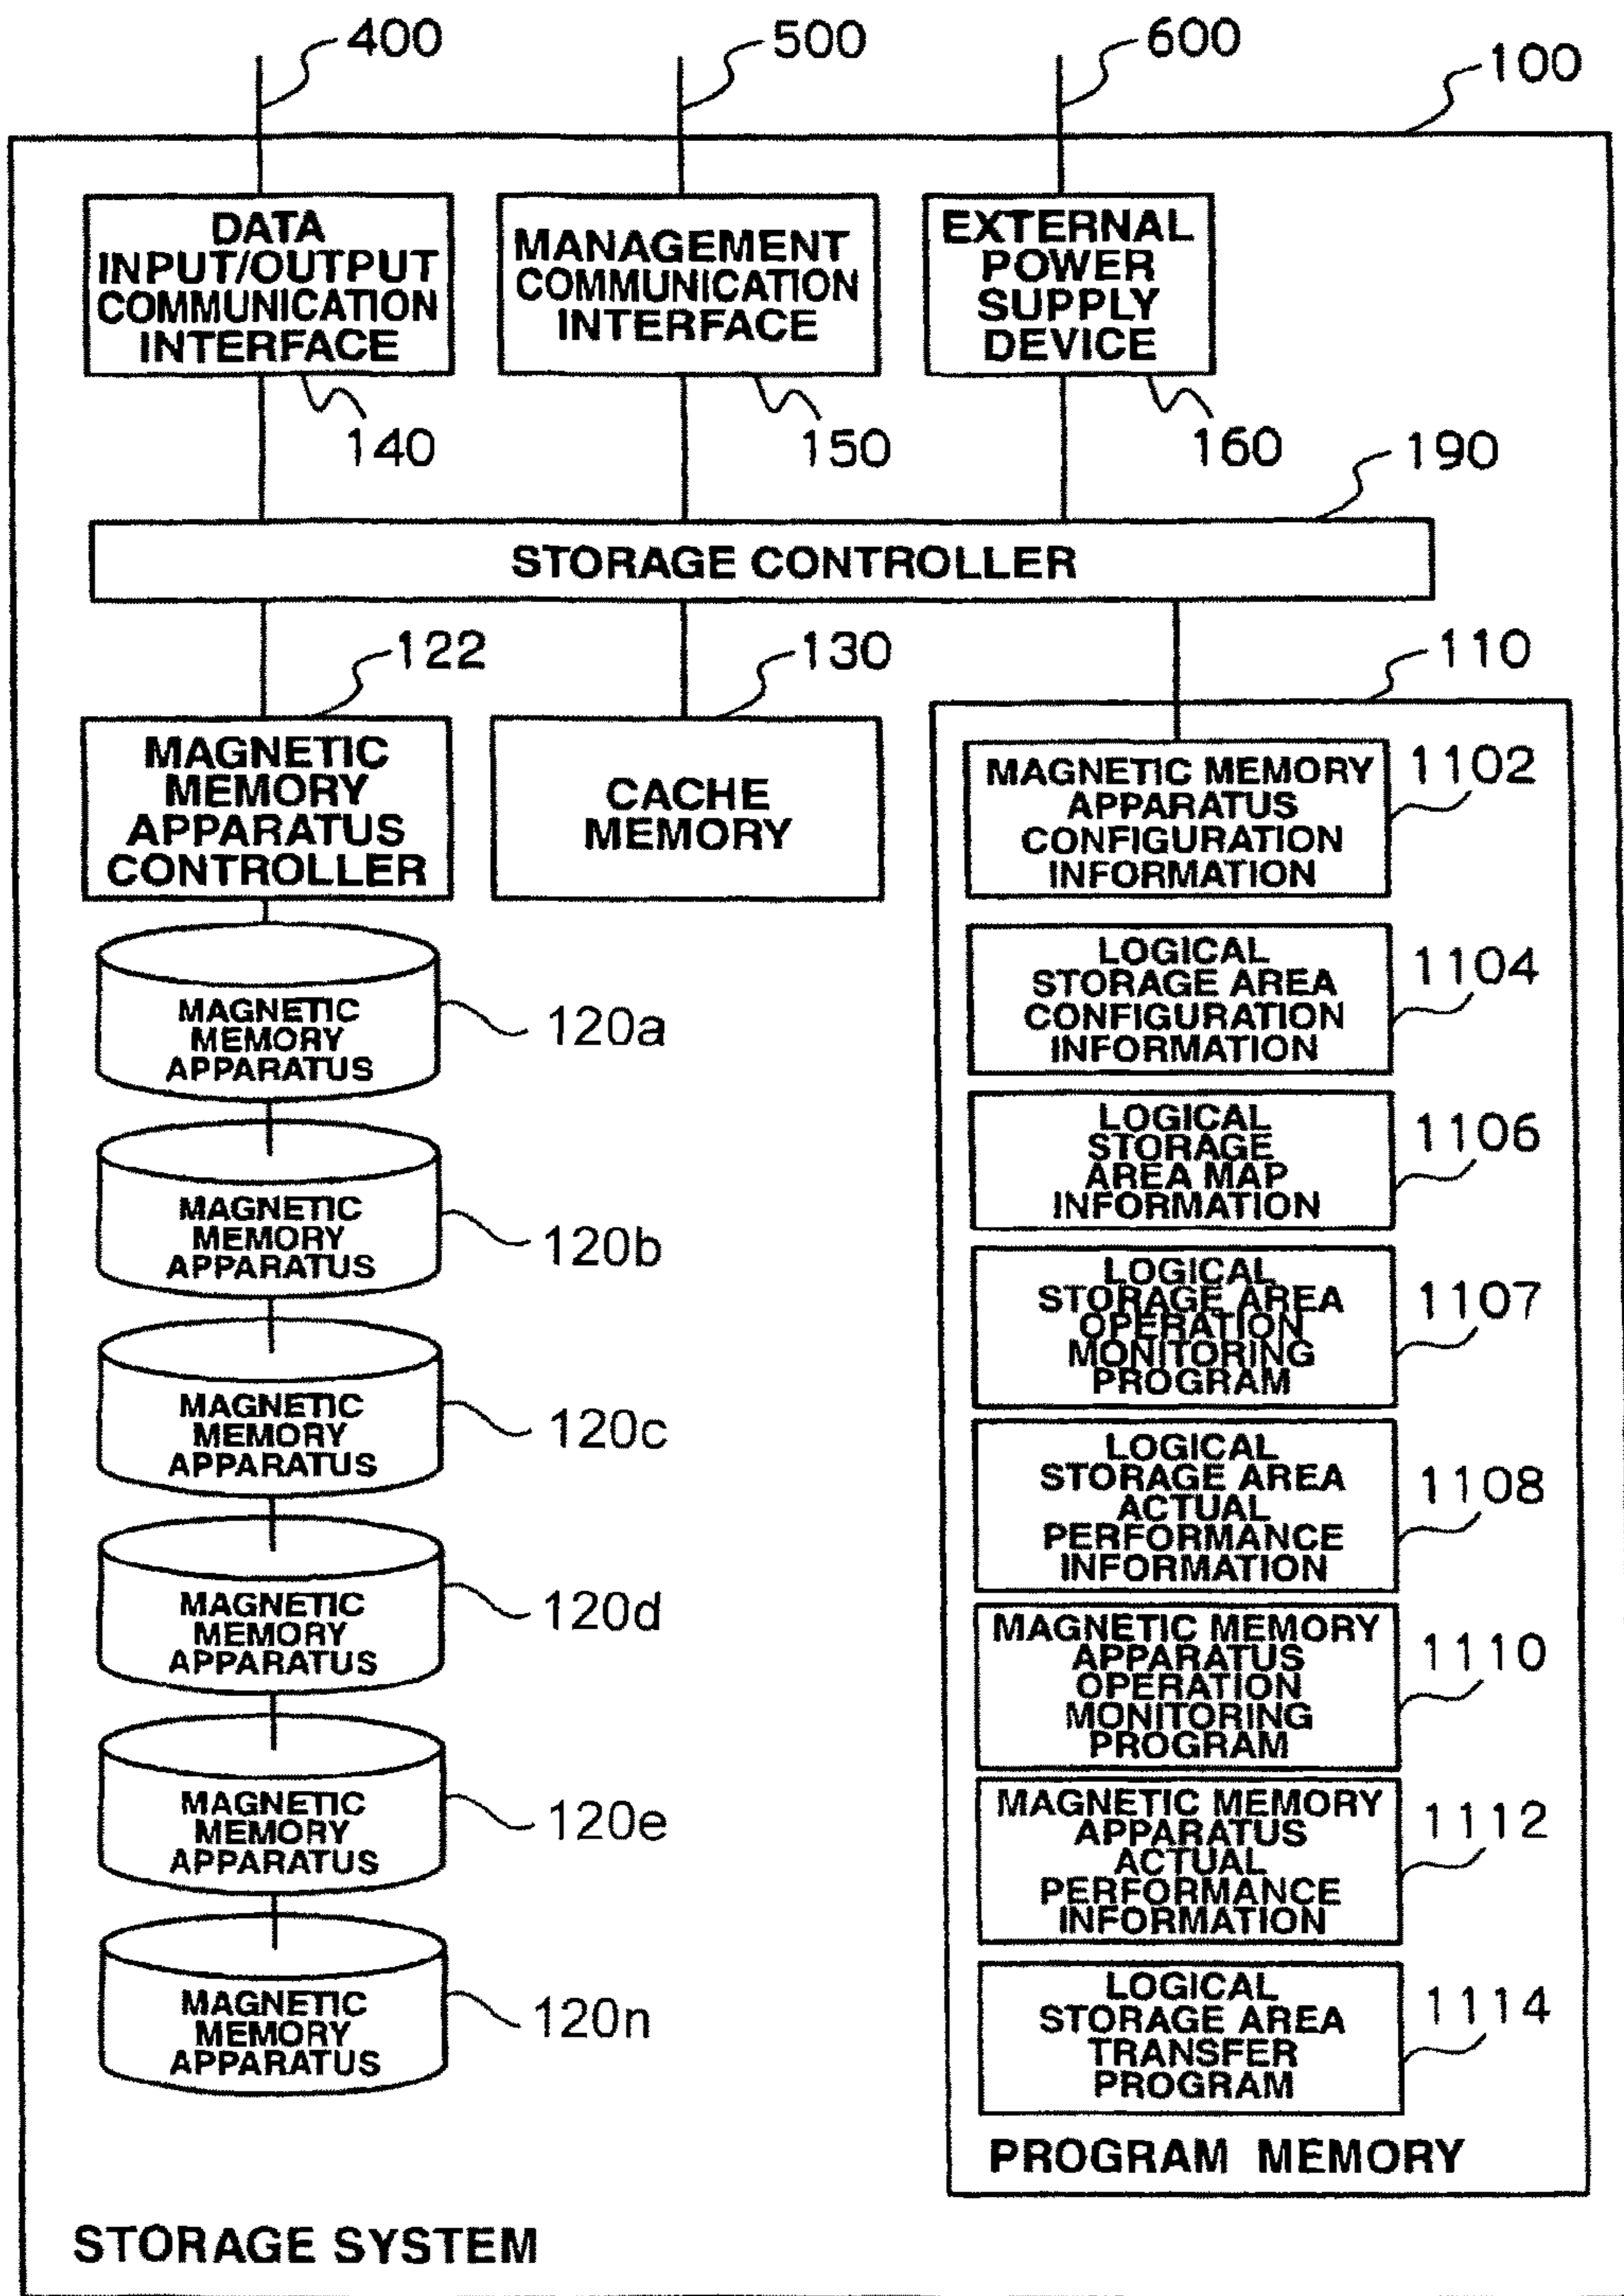 400
500
600
100
DATA
INPUT/OUTPUT
COMMUNICATION
INTERFACE
140
MANAGEMENT
COMMUNICATION
INTERFACE
150
EXTERNAL
POWER
SUPPLY
DEVICE
160
190
STORAGE CONTROLLER
122
MAGNETIC
MEMORY
APPARATUS
CONTROLLER
130
CACHE
MEMORY
110
MAGNETIC MEMORY
APPARATUS
CONFIGURATION
INFORMATION
1102
LOGICAL
STORAGE AREA
CONFIGURATION
INFORMATION
1104
LOGICAL
STORAGE
AREA MAP
INFORMATION
1106
LOGICAL
STORAGE AREA
OPERATION
MONITORING
PROGRAM
1107
LOGICAL
STORAGE AREA
ACTUAL
PERFORMANCE
INFORMATION
1108
MAGNETIC MEMORY
APPARATUS
OPERATION
MONITORING
PROGRAM
1110
MAGNETIC MEMORY
APPARATUS
ACTUAL
PERFORMANCE
INFORMATION
1112
LOGICAL
STORAGE AREA
TRANSFER
PROGRAM
1114
PROGRAM MEMORY
MAGNETIC
MEMORY
APPARATUS
120a
MAGNETIC
MEMORY
APPARATUS
120b
MAGNETIC
MEMORY
APPARATUS
120c
MAGNETIC
MEMORY
APPARATUS
120d
MAGNETIC
MEMORY
APPARATUS
120e
MAGNETIC
MEMORY
APPARATUS
120n
STORAGE SYSTEM